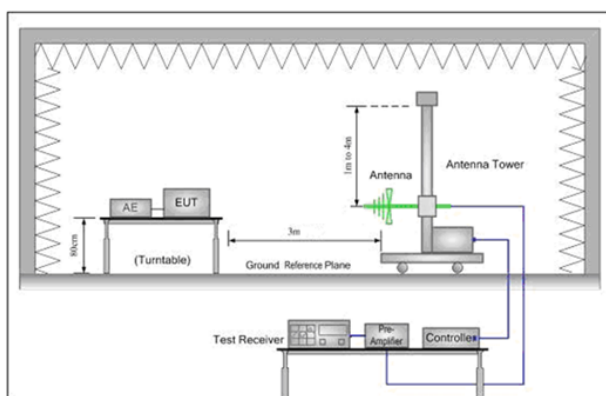 1m to 4m
Antenna
Antenna Tower
AE
EUT
80cm
(Turntable)
3m
Ground Reference Plane
Test Receiver
Pre-
Amplifier
Controller